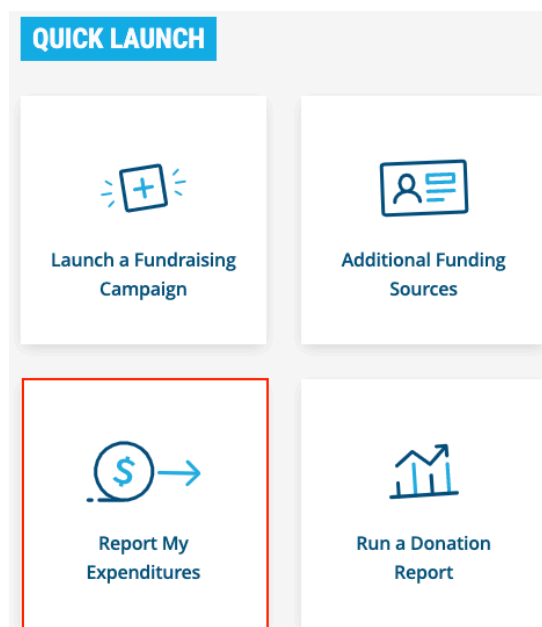 QUICK LAUNCH
Launch a Fundraising
Campaign
Additional Funding
Sources
$
Report My
Expenditures
Run a Donation
Report